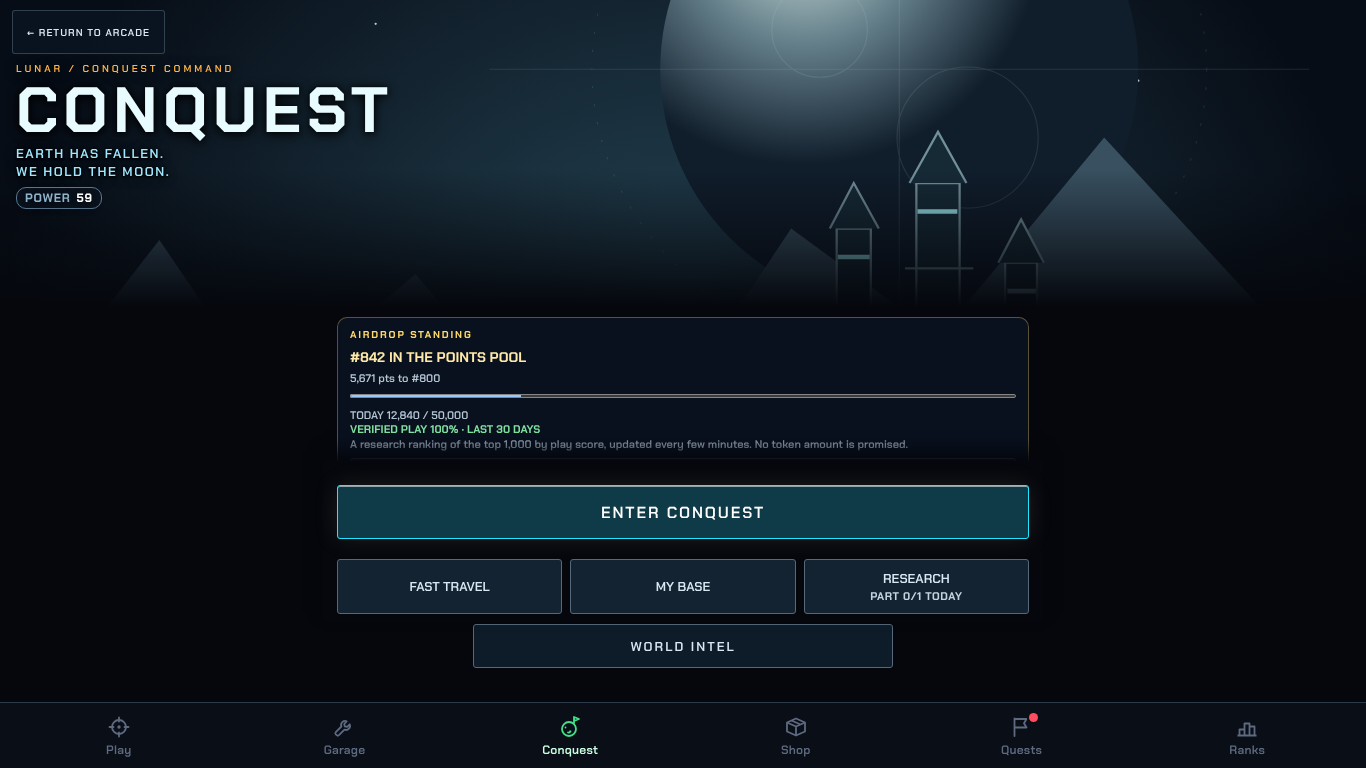 ← RETURN TO ARCADE
LUNAR / CONQUEST COMMAND
CONQUEST
EARTH HAS FALLEN.
WE HOLD THE MOON.
POWER 59
AIRDROP STANDING
#842 IN THE POINTS POOL
5,671 pts to #800
TODAY 12,840 / 50,000
VERIFIED PLAY 100% · LAST 30 DAYS
A research ranking of the top 1,000 by play score, updated every few minutes. No token amount is promised.
ENTER CONQUEST
FAST TRAVEL
MY BASE
RESEARCH
PART 0/1 TODAY
WORLD INTEL
Play
Garage
Conquest
Shop
Quests
Ranks